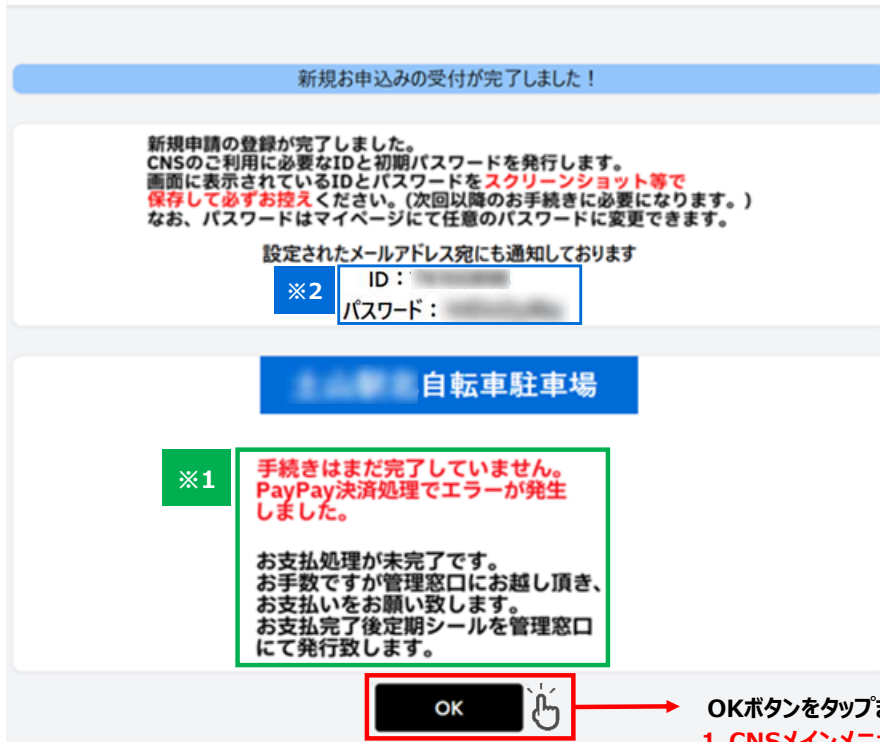 新規お申込みの受付が完了しました！
新規申請の登録が完了しました。
CNSのご利用に必要なIDと初期パスワードを発行します。
画面に表示されているIDとパスワードをスクリーンショット等で
保存して必ずお控えください。(次回以降のお手続きに必要になります。)
なお、パスワードはマイページにて任意のパスワードに変更できます。
設定されたメールアドレス宛にも通知しております
※2
ID：
パスワード：
自転車駐車場
※1
手続きはまだ完了していません。
PayPay決済処理でエラーが発生
しました。
お支払処理が未完了です。
お手数ですが管理窓口にお越し頂き、
お支払いをお願い致します。
お支払完了後定期シールを管理窓口
にて発行致します。
OK
OKボタンをタップ
1 CNSメインメニ